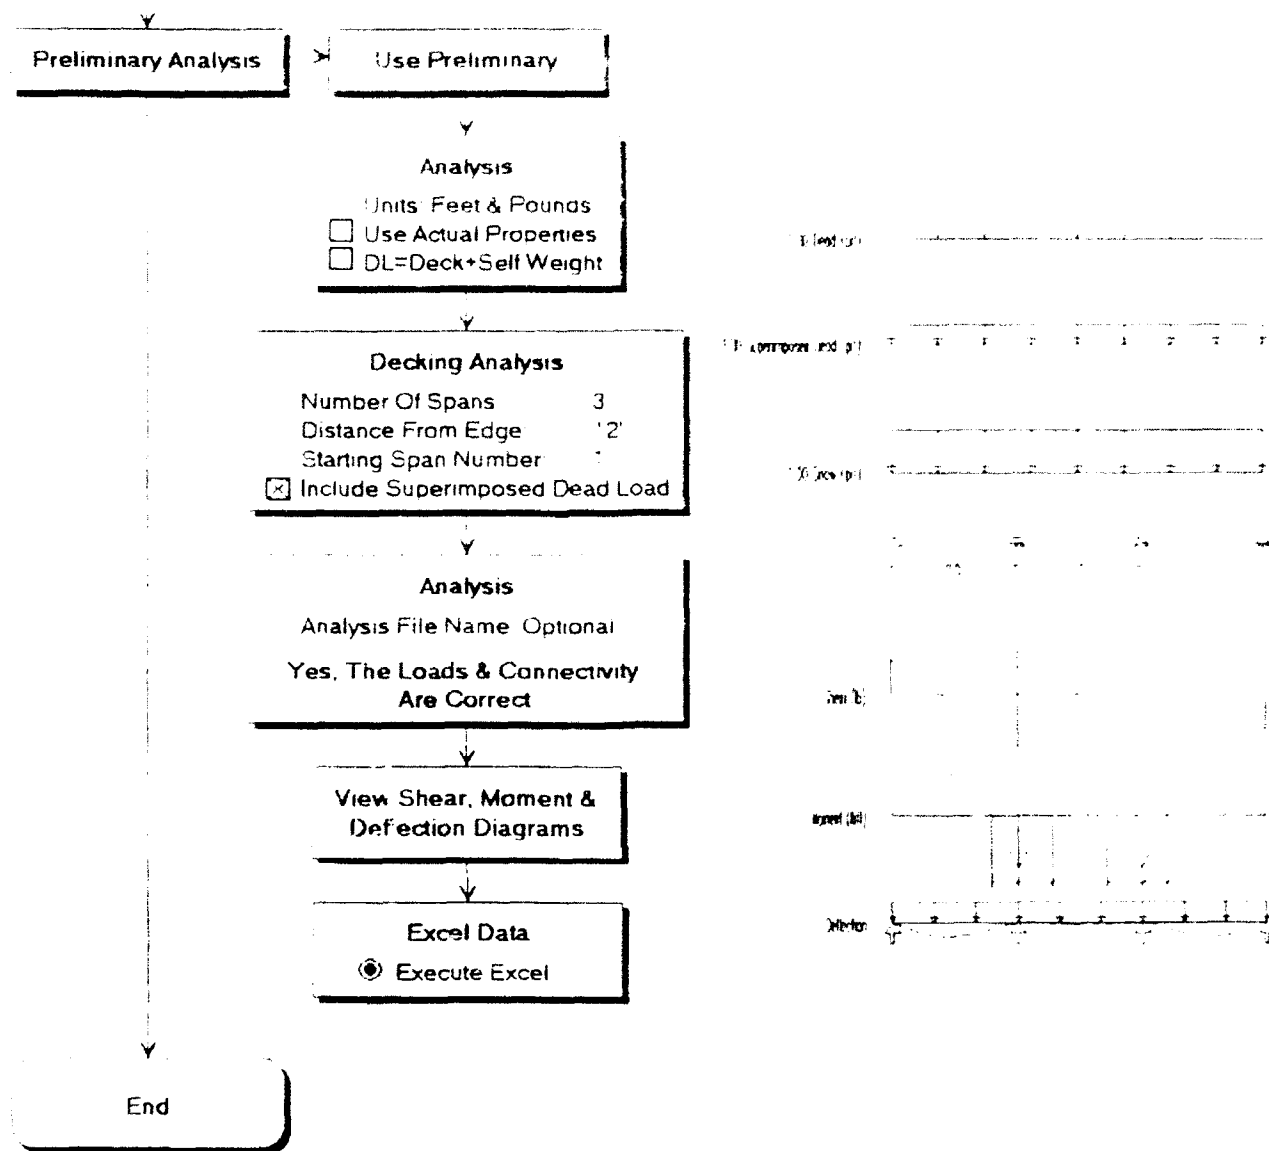 Preliminary Analysis
Use Preliminary
Analysis
Units: Feet & Pounds
Use Actual Properties
DL=Deck+Self Weight
Decking Analysis
Number Of Spans 3
Distance From Edge
Starting Span Number
Include Superimposed Dead Load
Analysis
Analysis File Name Optional
Yes, The Loads & Connectivity
Are Correct
View Shear, Moment &
Deflection Diagrams
Excel Data
Execute Excel
End
Deflection